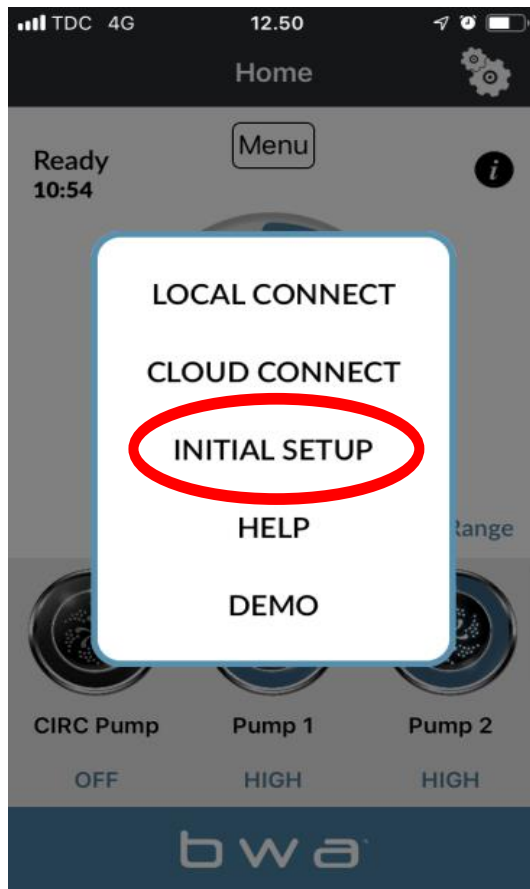 TDC 4G 12.50
Home
Menu
Ready
10:54
i
LOCAL CONNECT
CLOUD CONNECT
INITIAL SETUP
HELP
Range
DEMO
CIRC Pump Pump 1 Pump 2
OFF HIGH HIGH
bwa